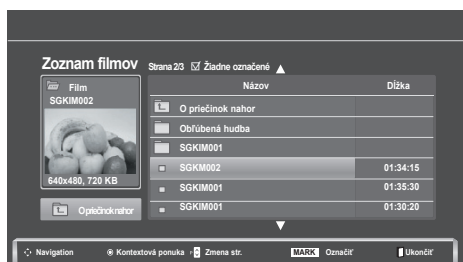 Zoznam filmov Strana 2/3 Žiadne označené
Film
SGKIM002
640x480, 720 KB
O priečinok nahor
Názov Dĺžka
O priečinok nahor
Obľúbená hudba
SGKIM001
SGKM002 01:34:15
SGKIM001 01:35:30
SGKIM001 01:30:20
Navigation Kontextová ponuka P Zmena str. MARK Označiť Ukončiť